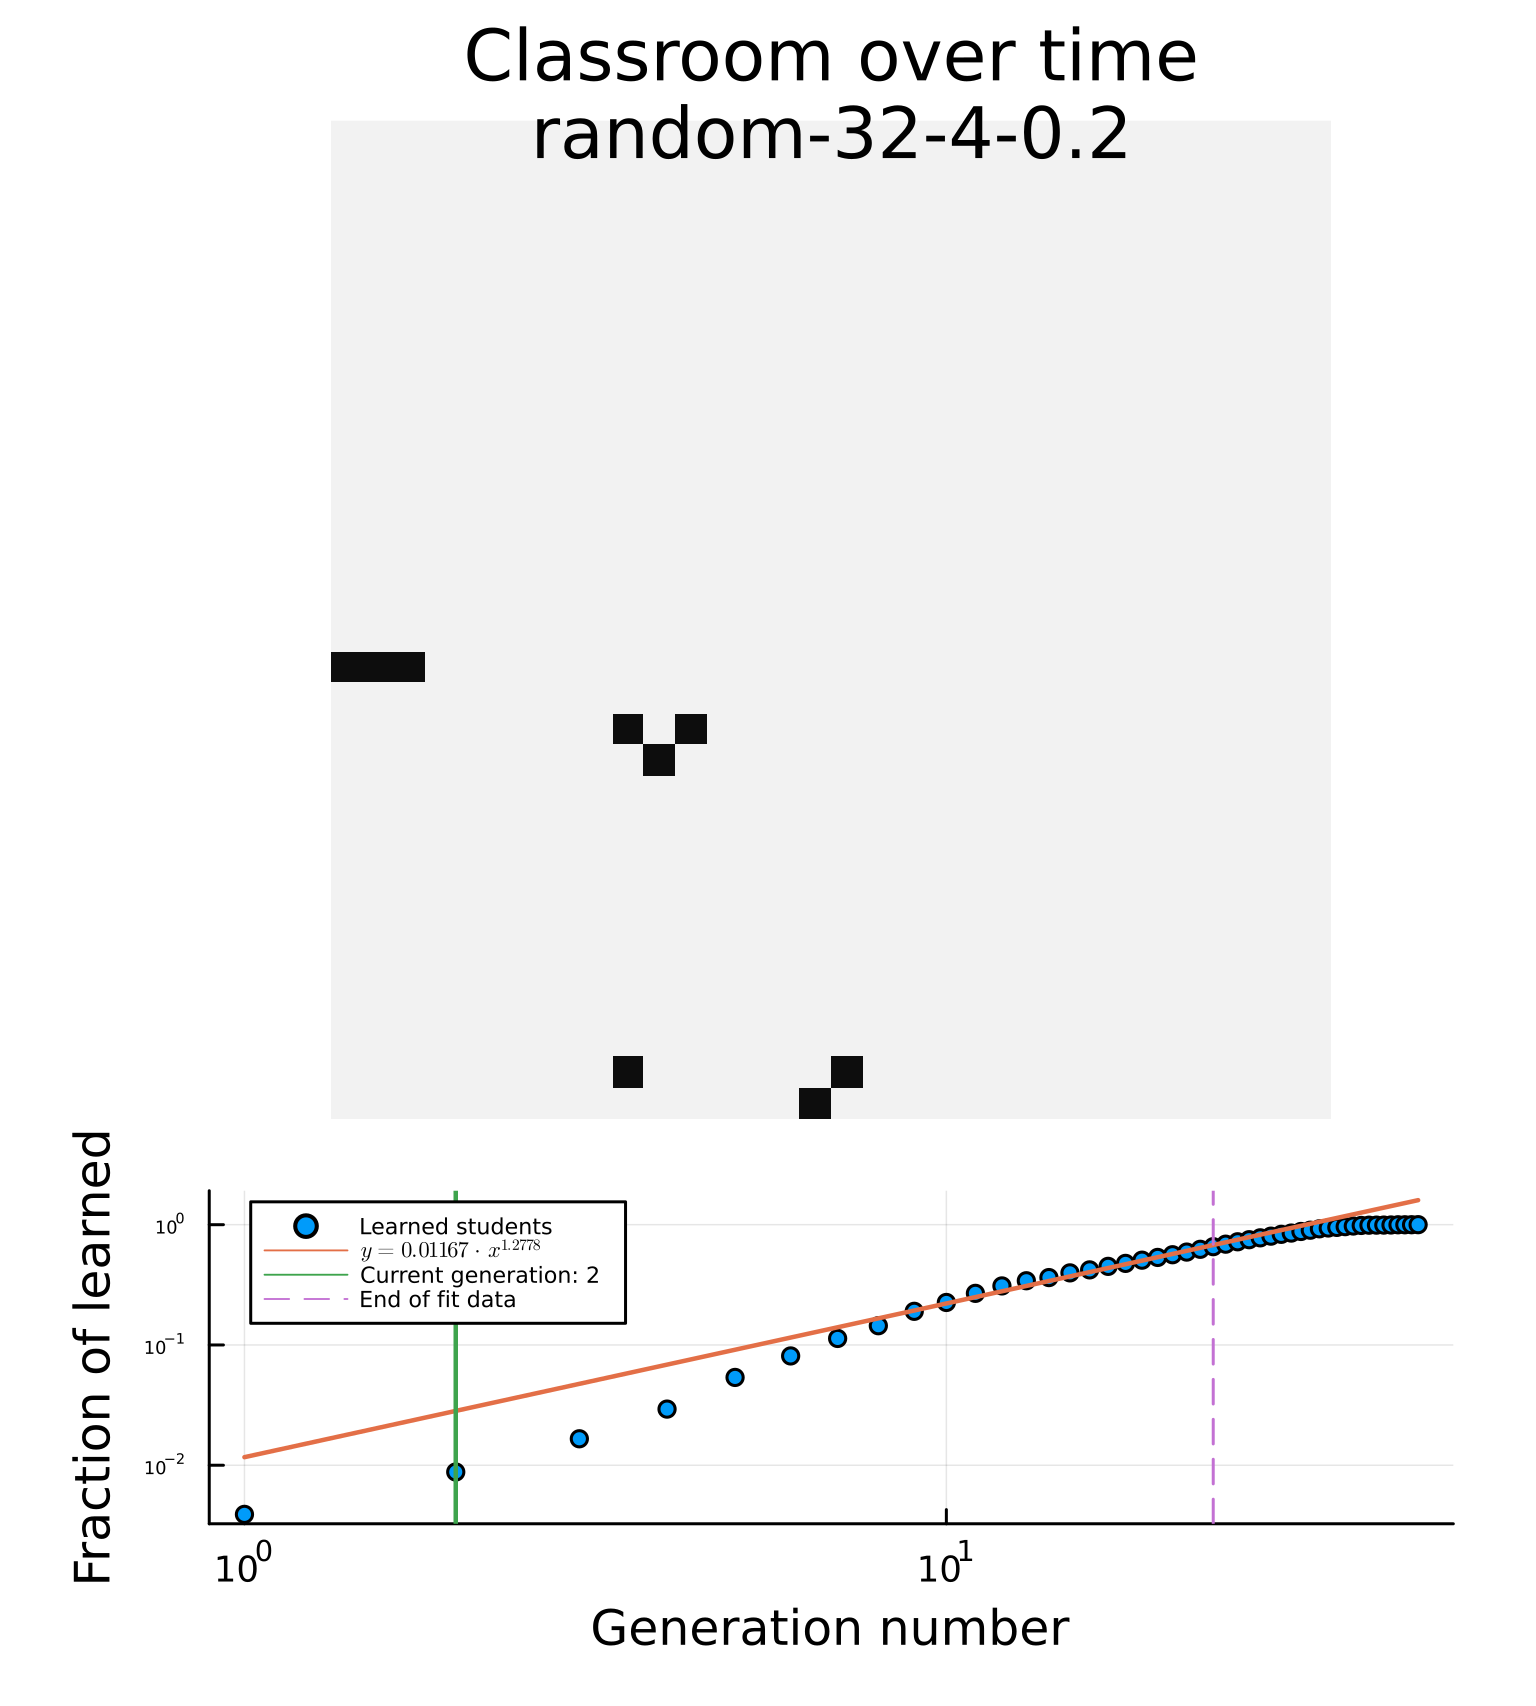 Classroom over time
random-32-4-0.2
Fraction of learned
Learned students
y = 0.01167 · x^1.2778
Current generation: 2
End of fit data
10^0
10^−1
10^−2
10^0
10^1
Generation number